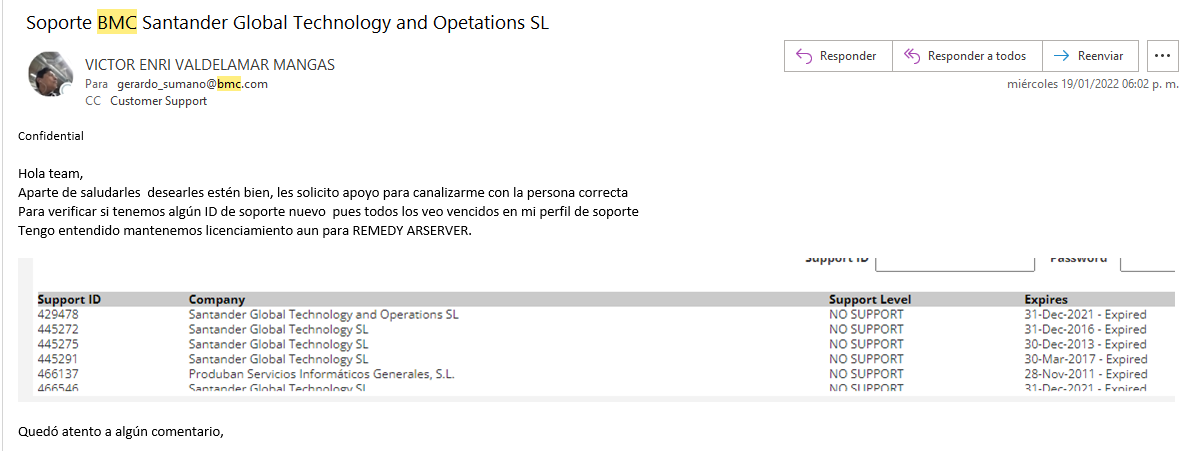 Soporte BMC Santander Global Technology and Opetations SL
VICTOR ENRI VALDELAMAR MANGAS
Para gerardo_sumano@bmc.com
CC Customer Support
Responder
Responder a todos
Reenviar
...
miércoles 19/01/2022 06:02 p. m.
Confidential
Hola team,
Aparte de saludarles desearles estén bien, les solicito apoyo para canalizarme con la persona correcta
Para verificar si tenemos algún ID de soporte nuevo pues todos los veo vencidos en mi perfil de soporte
Tengo entendido mantenemos licenciamiento aun para REMEDY ARSERVER.
Support ID Password
Support ID Company Support Level Expires
429478 Santander Global Technology and Operations SL NO SUPPORT 31-Dec-2021 - Expired
445272 Santander Global Technology SL NO SUPPORT 31-Dec-2016 - Expired
445275 Santander Global Technology SL NO SUPPORT 30-Dec-2013 - Expired
445291 Santander Global Technology SL NO SUPPORT 30-Mar-2017 - Expired
466137 Produban Servicios Informáticos Generales, S.L. NO SUPPORT 28-Nov-2011 - Expired
466546 Santander Global Technology SL NO SUPPORT 31-Dec-2021 - Expired
Quedó atento a algún comentario,